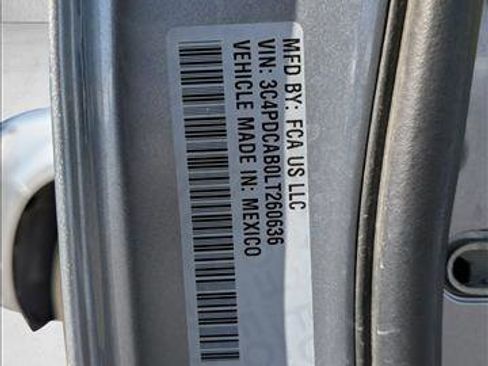 MFD BY: FCA US LLC
VIN: 3C4PDCAB0LT260636
VEHICLE MADE IN: MEXICO